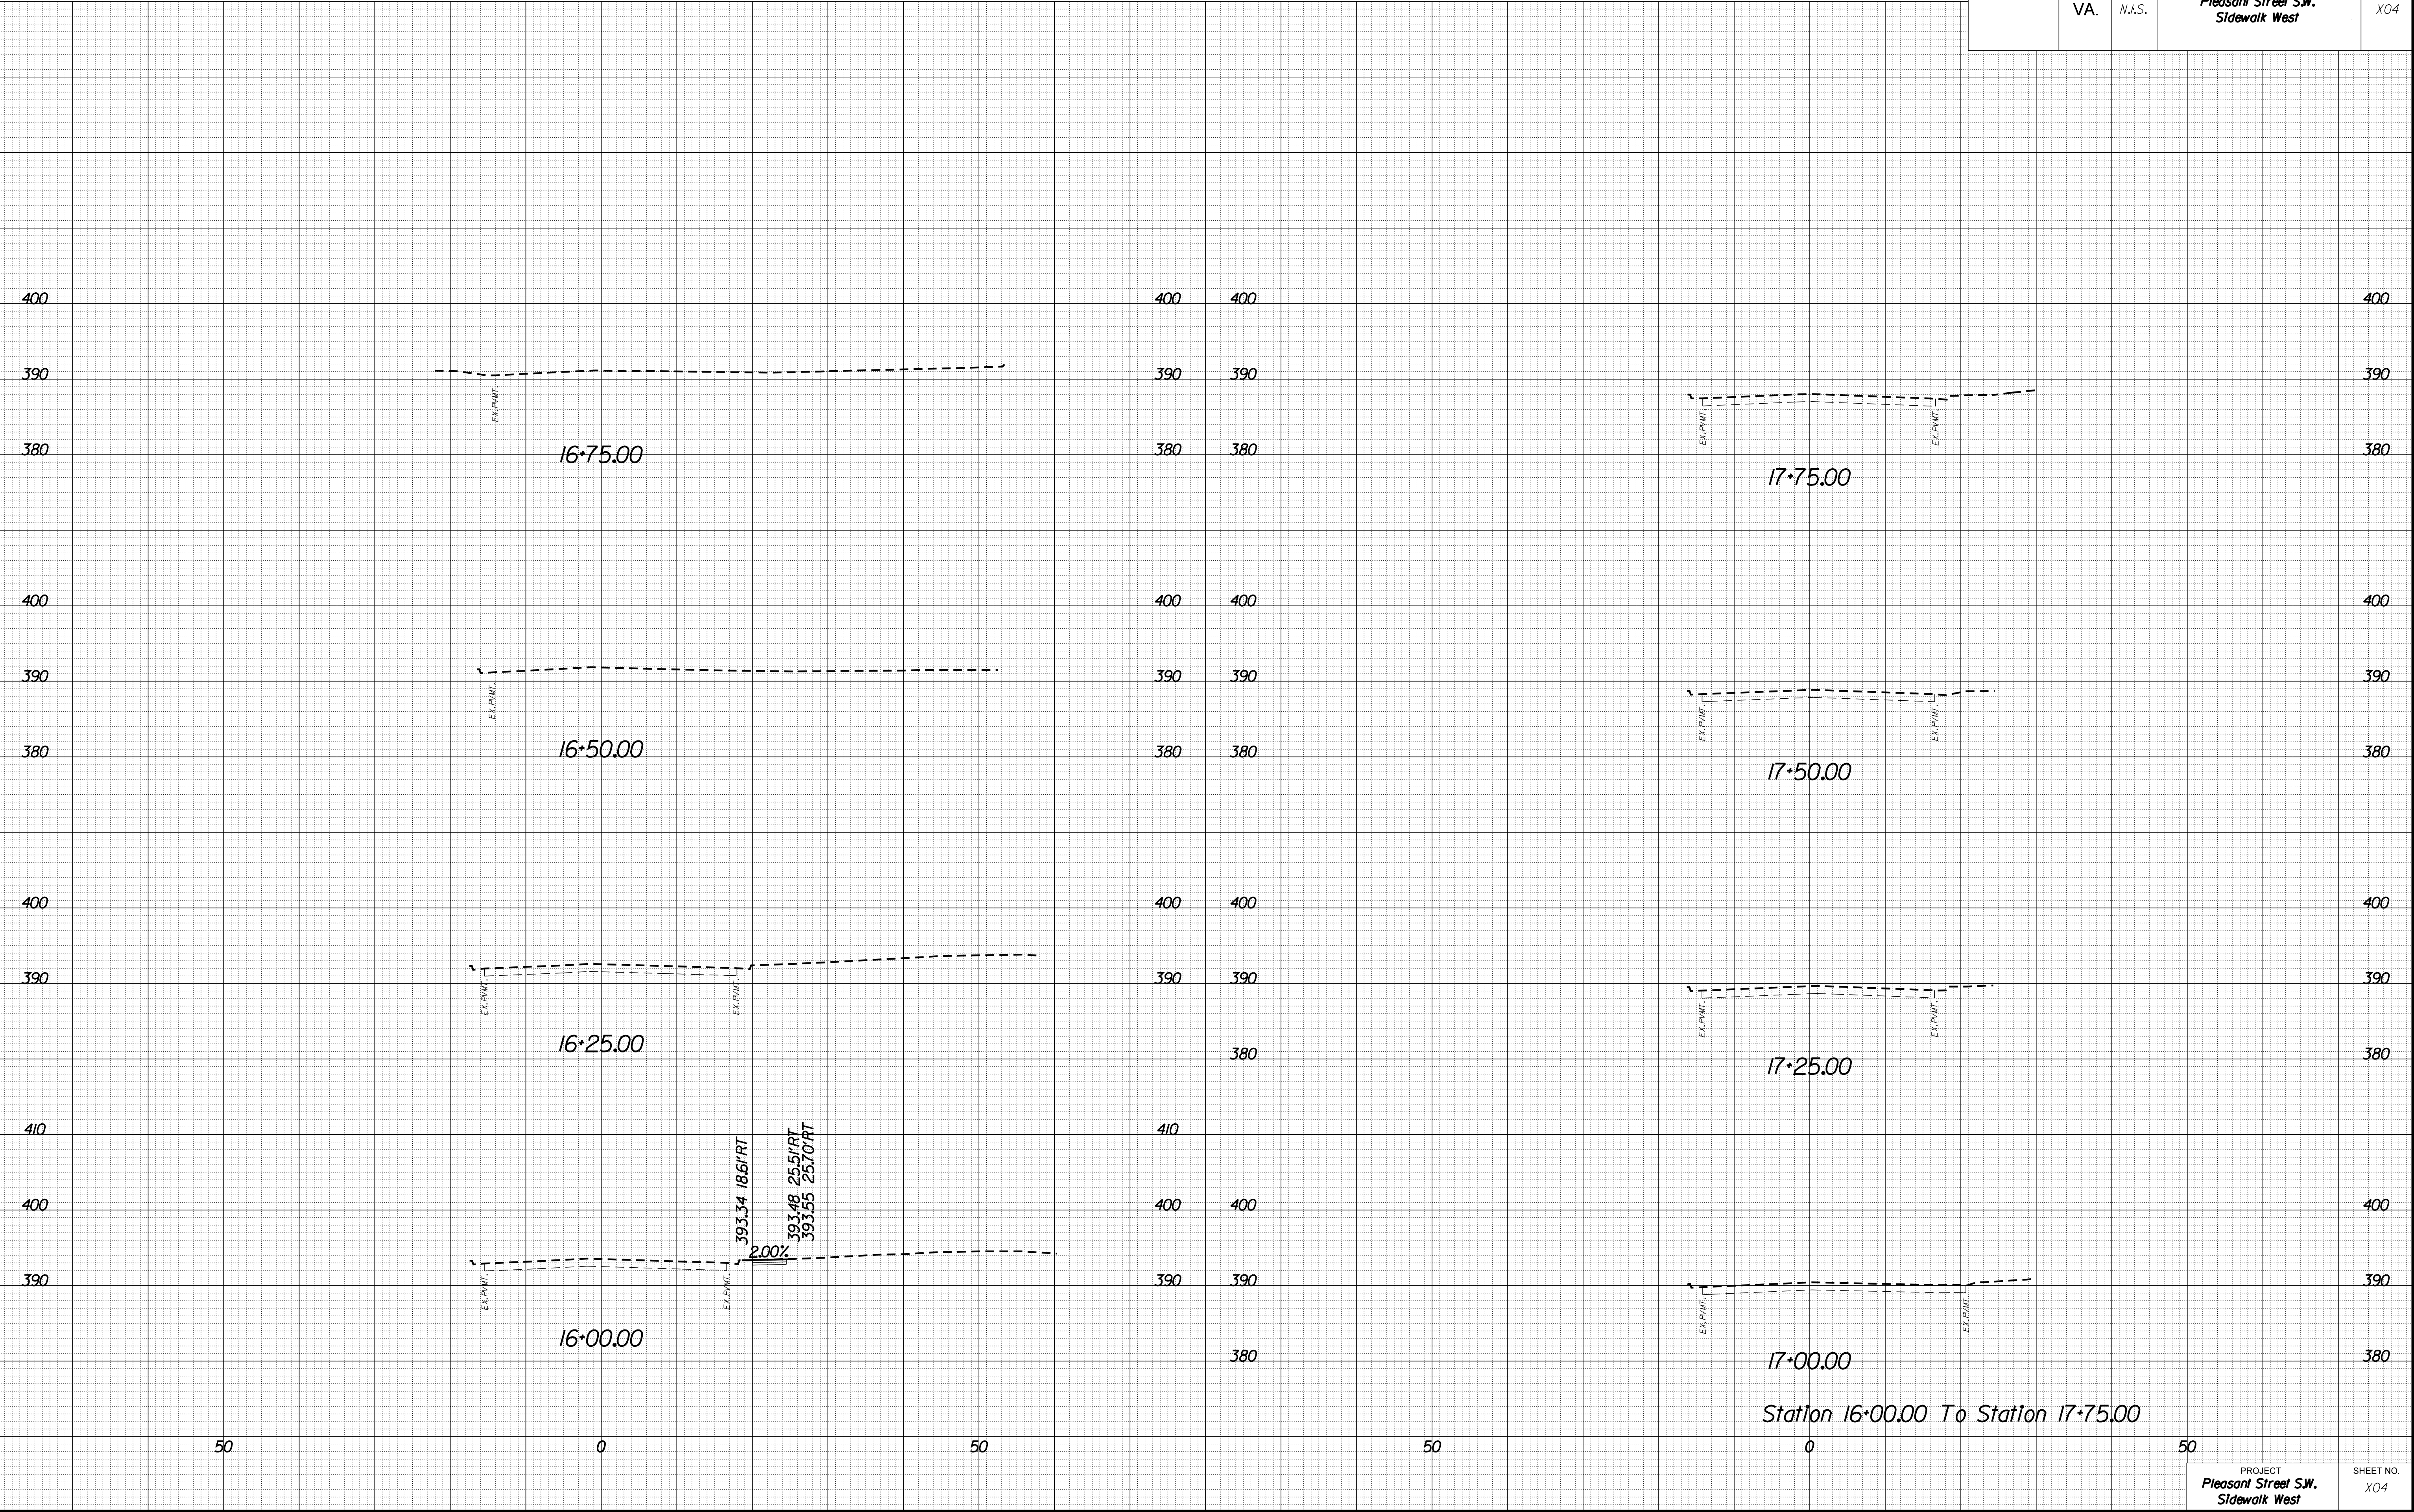 VA.
N.t.S.
Pleasant Street S.W.
Sidewalk West
X04
400 400 400 400
390 390 390 390
EX.PVMT.
EX.PVMT. EX.PVMT.
380 380 380 380
16+75.00
17+75.00
400 400 400 400
390 390 390 390
EX.PVMT.
EX.PVMT. EX.PVMT.
380 380 380 380
16+50.00
17+50.00
400 400 400 400
390 390 390 390
EX.PVMT. EX.PVMT.
EX.PVMT. EX.PVMT.
16+25.00
380 380
17+25.00
410 410
393.34 18.61'RT
393.48 25.51'RT
393.55 25.70'RT
400 400 400 400
2.00%
390 390 390 390
EX.PVMT. EX.PVMT.
EX.PVMT. EX.PVMT.
16+00.00
380 380
17+00.00
Station 16+00.00 To Station 17+75.00
50 0 50 50 0 50
PROJECT
Pleasant Street S.W.
Sidewalk West
SHEET NO.
X04